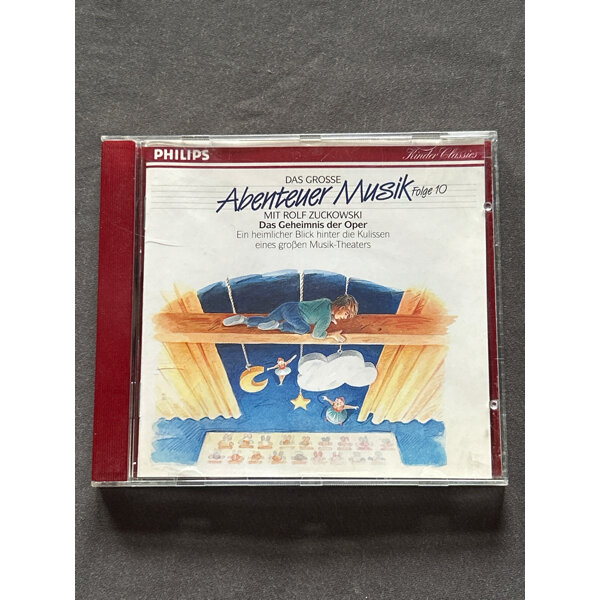 PHILIPS
Kinder Classics
DAS GROSSE
Abenteuer Musik Folge 10
MIT ROLF ZUCKOWSKI
Das Geheimnis der Oper
Ein heimlicher Blick hinter die Kulissen
eines großen Musik-Theaters